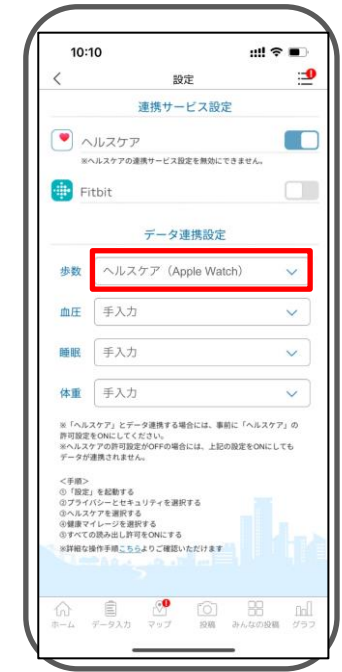 10:10
設定
連携サービス設定
ヘルスケア
※ヘルスケアの連携サービス設定を無効にできません。
Fitbit
データ連携設定
歩数 ヘルスケア（Apple Watch）
血圧 手入力
睡眠 手入力
体重 手入力
※「ヘルスケア」とデータ連携する場合には、事前に「ヘルスケア」の
許可設定をONにしてください。
※ヘルスケアの許可設定がOFFの場合には、上記の設定をONにしても
データが連携されません。
＜手順＞
①「設定」を起動する
②プライバシーとセキュリティを選択する
③ヘルスケアを選択する
④健康マイレージを選択する
⑤すべての読み出し許可をONにする
※詳細な操作手順こちらよりご確認いただけます
ホーム データ入力 マップ 投稿 みんなの投稿 グラフ